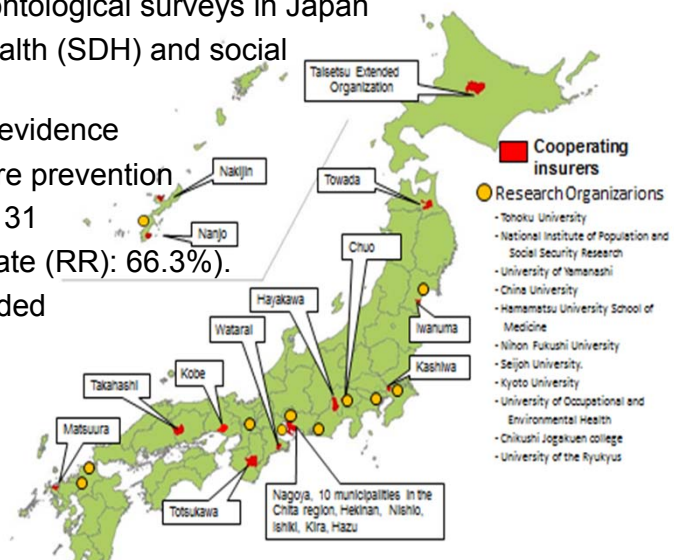 ontological surveys in Japan
ealth (SDH) and social
evidence
re prevention
31
ate (RR): 66.3%).
ded
Taisetsu Extended
Organization
Nakijin
Nanjo
Towada
Chuo
Hayakawa
Watarai
Iwanuma
Kashiwa
Kobe
Takahashi
Matsuura
Totsukawa
Nagoya, 10 municipalities in the
Chita region, Hekinan, Nishio,
Ishiki, Kira, Hazu
Cooperating
insurers
Research Organizarions
- Tohoku University
- National Institute of Population and
Social Security Research
- University of Yamanashi
- China University
- Hamamatsu University School of
Medicine
- Nihon Fukushi University
- Seijoh University.
- Kyoto University
- University of Occupational and
Environmental Health
- Chikushi Jogakuen college
- University of the Ryukyus